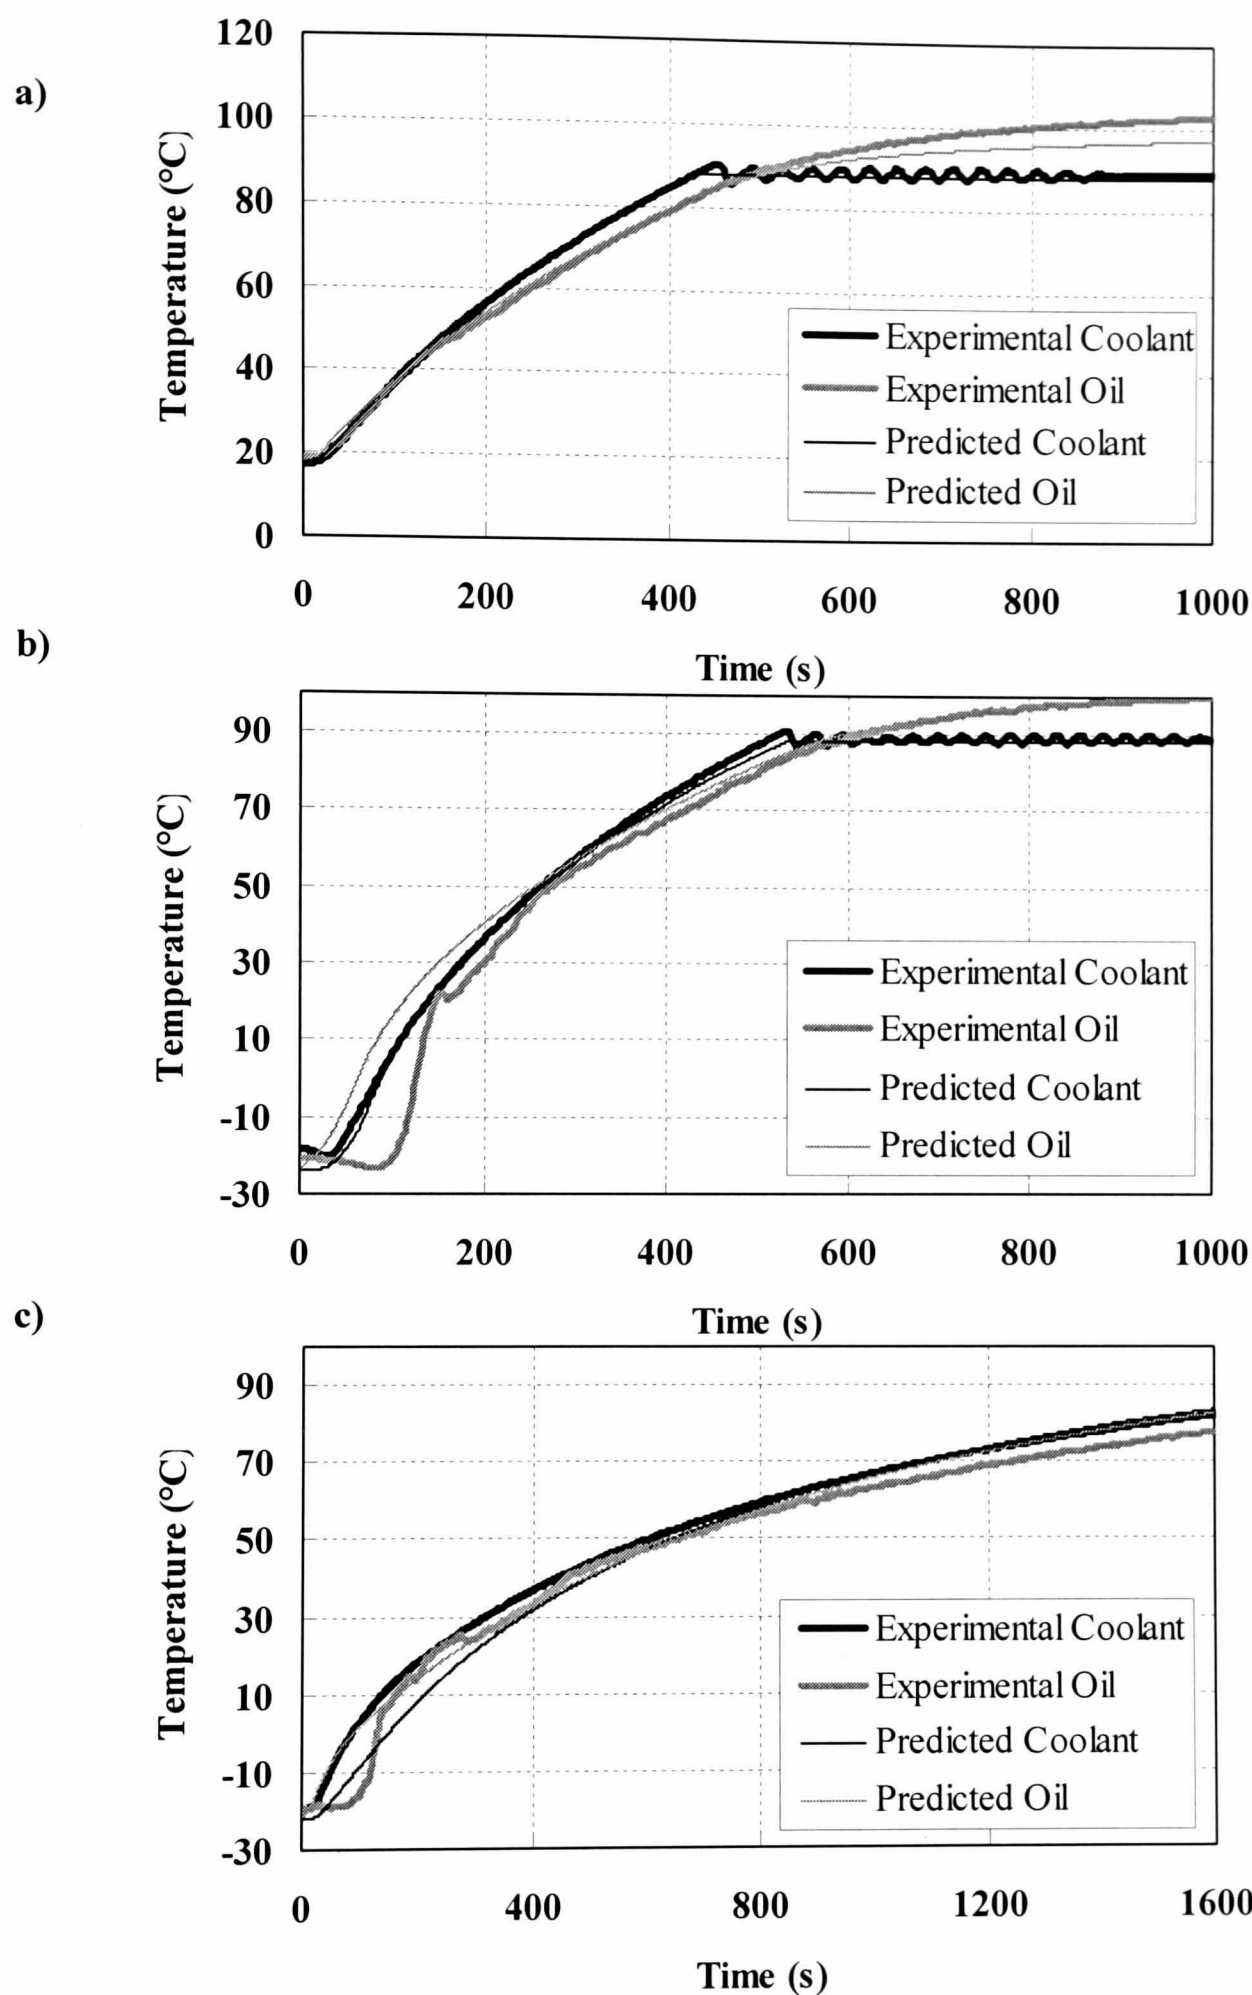 a)
120
100
80
60
40
20
0
Temperature (°C)
Experimental Coolant
Experimental Oil
Predicted Coolant
Predicted Oil
0 200 400 600 800 1000
Time (s)
b)
90
70
50
30
10
-10
-30
Temperature (°C)
Experimental Coolant
Experimental Oil
Predicted Coolant
Predicted Oil
0 200 400 600 800 1000
Time (s)
c)
90
70
50
30
10
-10
-30
Temperature (°C)
Experimental Coolant
Experimental Oil
Predicted Coolant
Predicted Oil
0 400 800 1200 1600
Time (s)